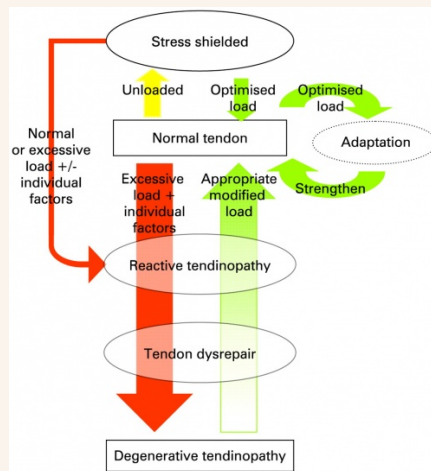 Stress shielded
Unloaded
Optimised
load
Optimised
load
Normal
or excessive
load +/-
individual
factors
Normal tendon
Adaptation
Strengthen
Excessive
load +
individual
factors
Appropriate
modified
load
Reactive tendinopathy
Tendon dysrepair
Degenerative tendinopathy